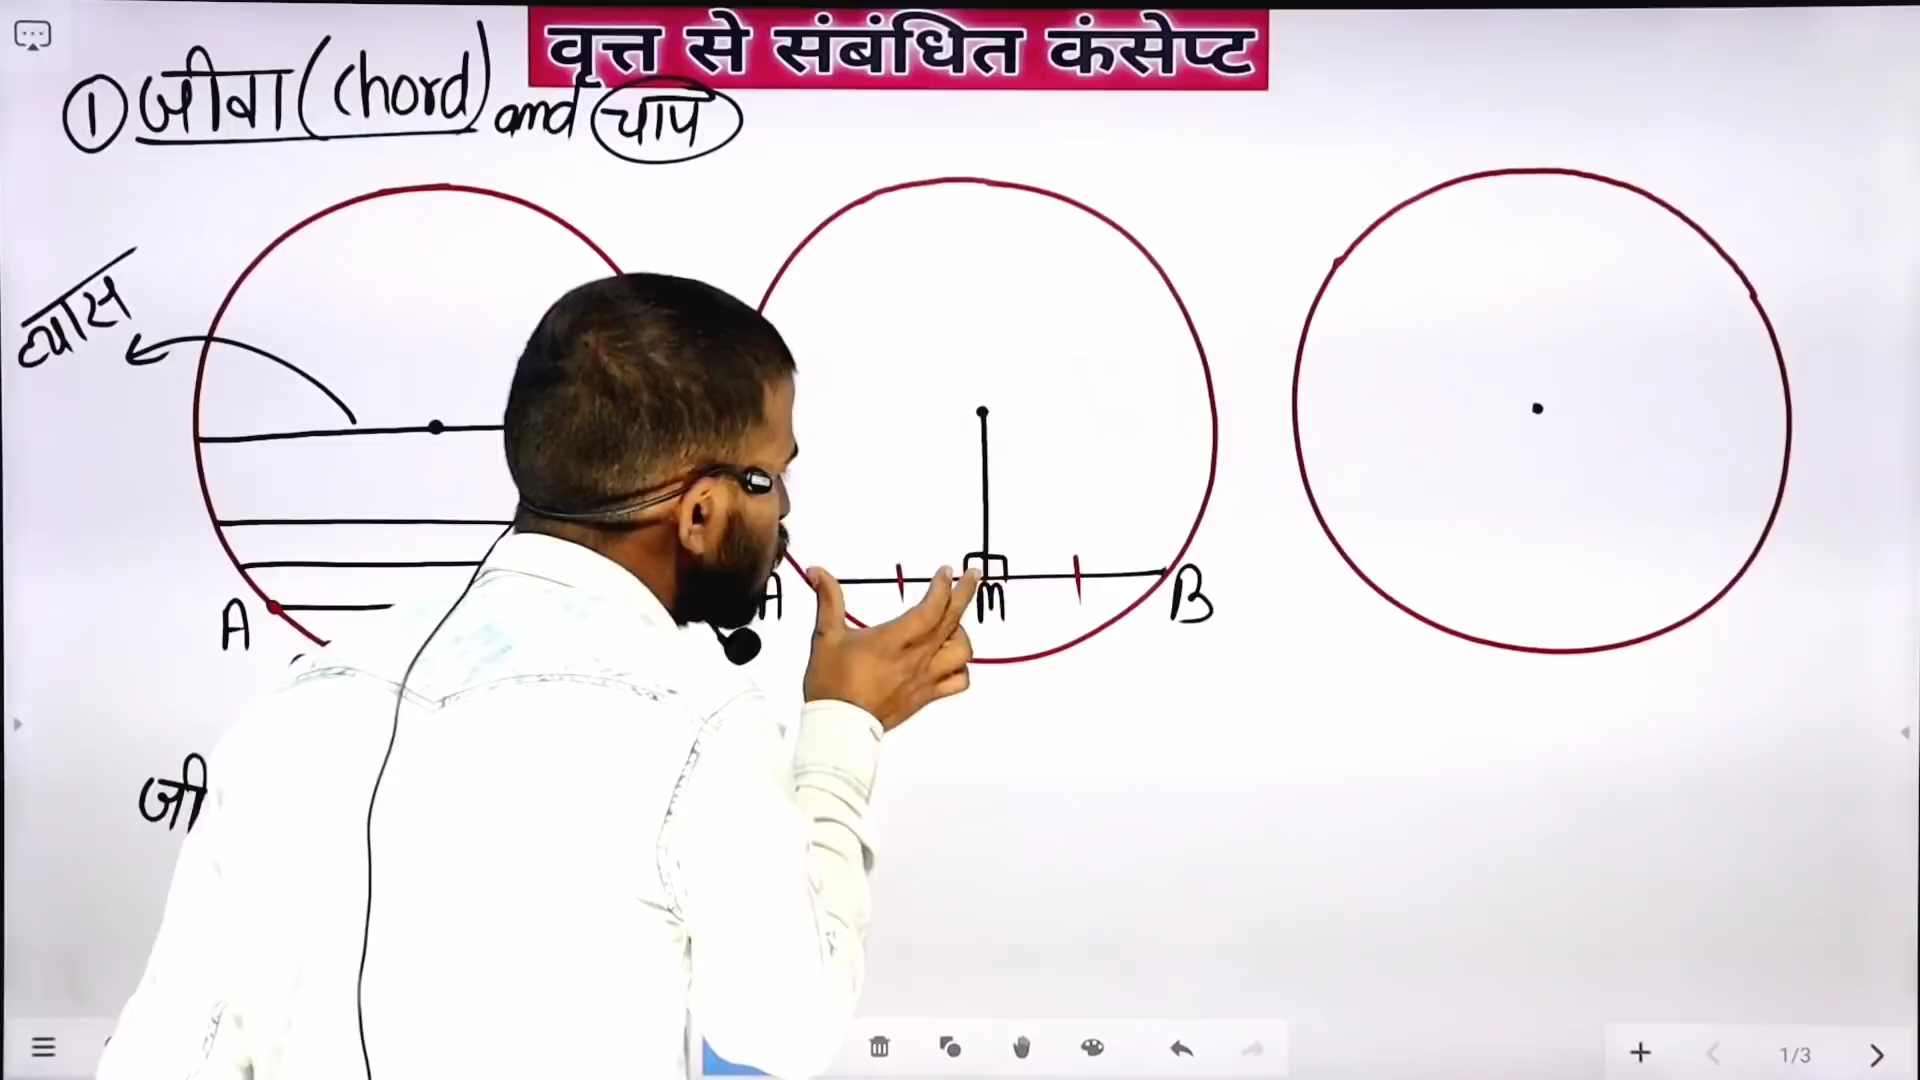 वृत्त से संबंधित कंसेप्ट
① जीवा (chord) and चाप
व्यास
A
A
M
B
जी
1/3